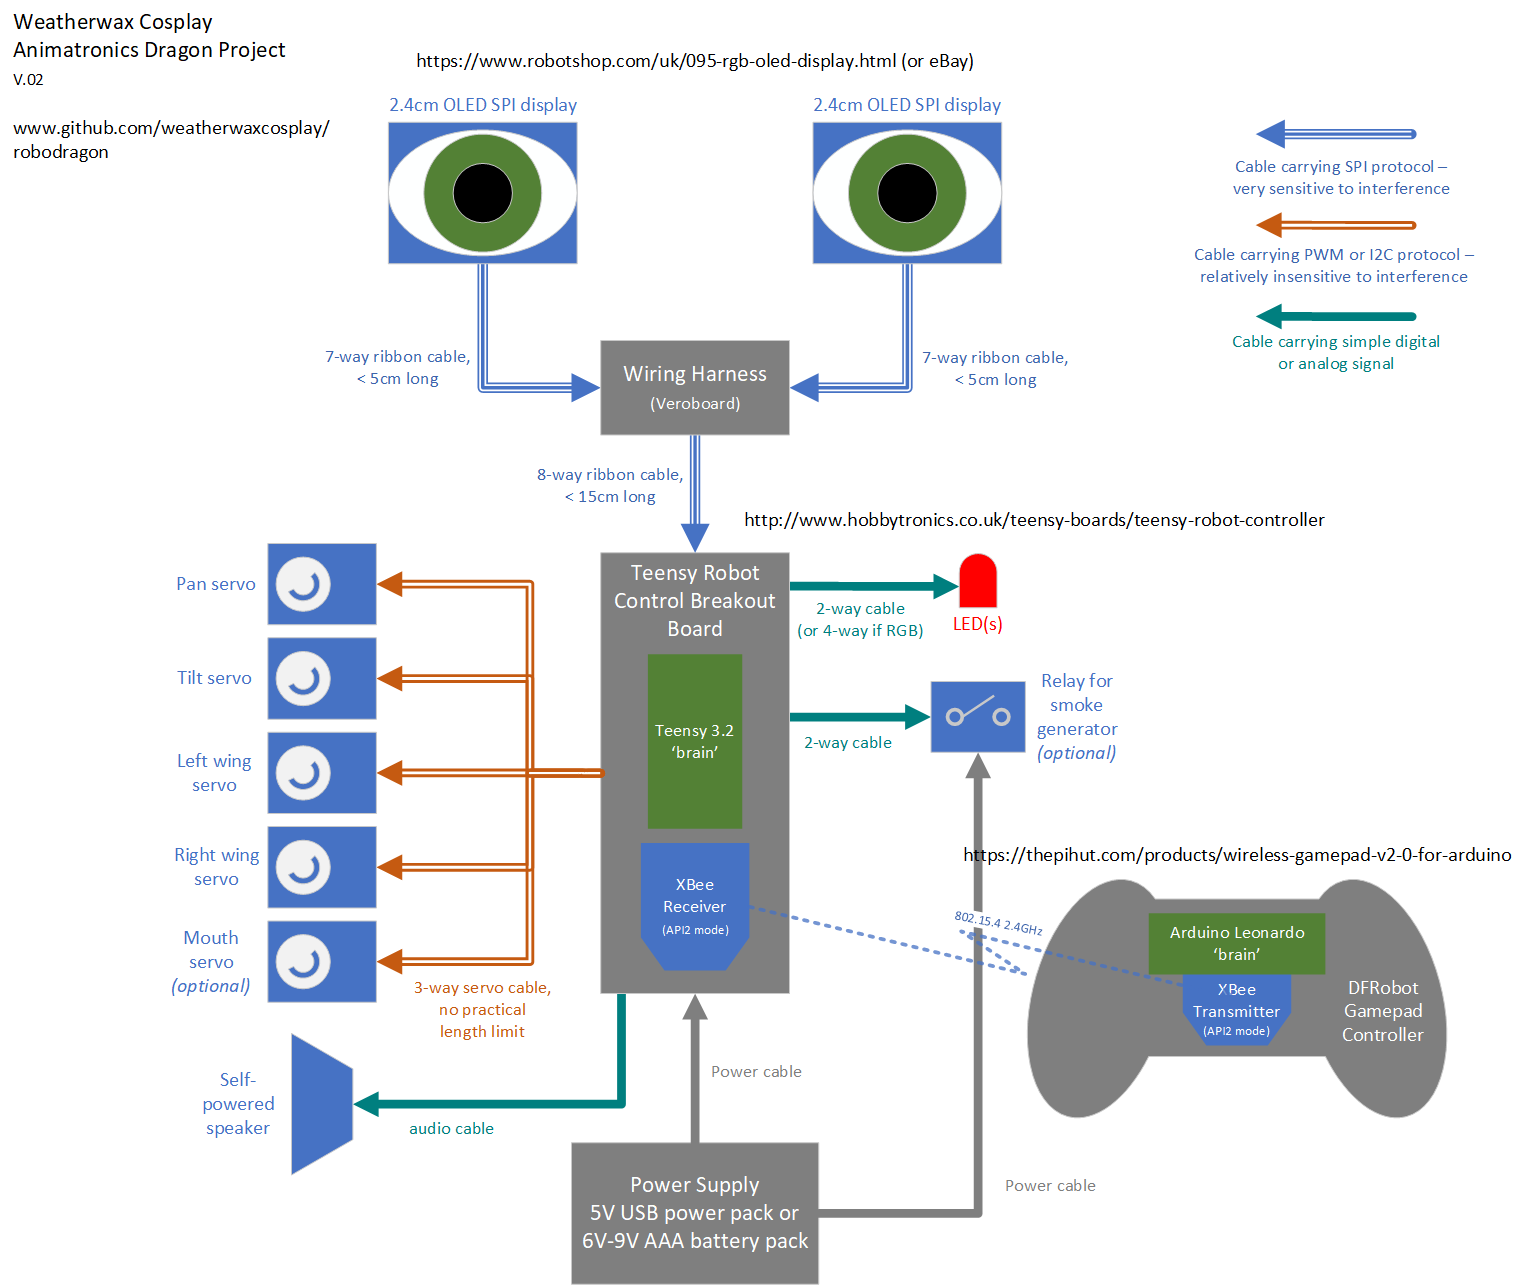 Weatherwax Cosplay
Animatronics Dragon Project
V.02
www.github.com/weatherwaxcosplay/
robodragon
https://www.robotshop.com/uk/095-rgb-oled-display.html (or eBay)
2.4cm OLED SPI display
2.4cm OLED SPI display
Cable carrying SPI protocol –
very sensitive to interference
Cable carrying PWM or I2C protocol –
relatively insensitive to interference
Cable carrying simple digital
or analog signal
7-way ribbon cable,
< 5cm long
Wiring Harness
(Veroboard)
7-way ribbon cable,
< 5cm long
8-way ribbon cable,
< 15cm long
http://www.hobbytronics.co.uk/teensy-boards/teensy-robot-controller
Pan servo
Tilt servo
Left wing
servo
Right wing
servo
Mouth
servo
(optional)
3-way servo cable,
no practical
length limit
Teensy Robot
Control Breakout
Board
Teensy 3.2
‘brain’
XBee
Receiver
(API2 mode)
2-way cable
(or 4-way if RGB)
LED(s)
2-way cable
Relay for
smoke
generator
(optional)
https://thepihut.com/products/wireless-gamepad-v2-0-for-arduino
802.15.4 2.4GHz
Arduino Leonardo
‘brain’
XBee
Transmitter
(API2 mode)
DFRobot
Gamepad
Controller
Self-
powered
speaker
audio cable
Power cable
Power cable
Power Supply
5V USB power pack or
6V-9V AAA battery pack